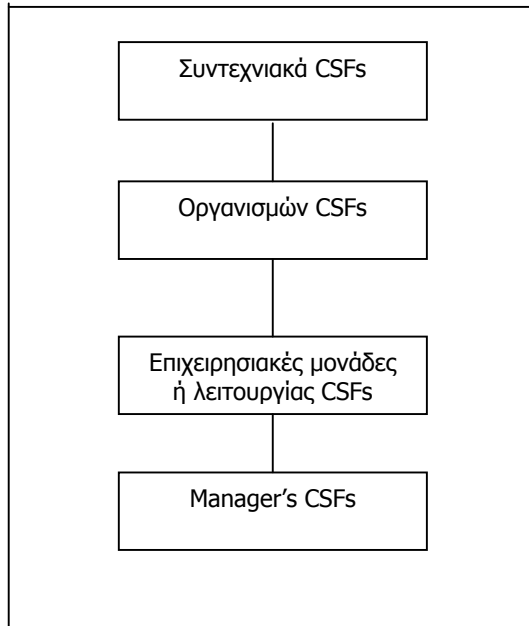 Συντεχνιακά CSFs
Οργανισμών CSFs
Επιχειρησιακές μονάδες
ή λειτουργίας CSFs
Manager’s CSFs